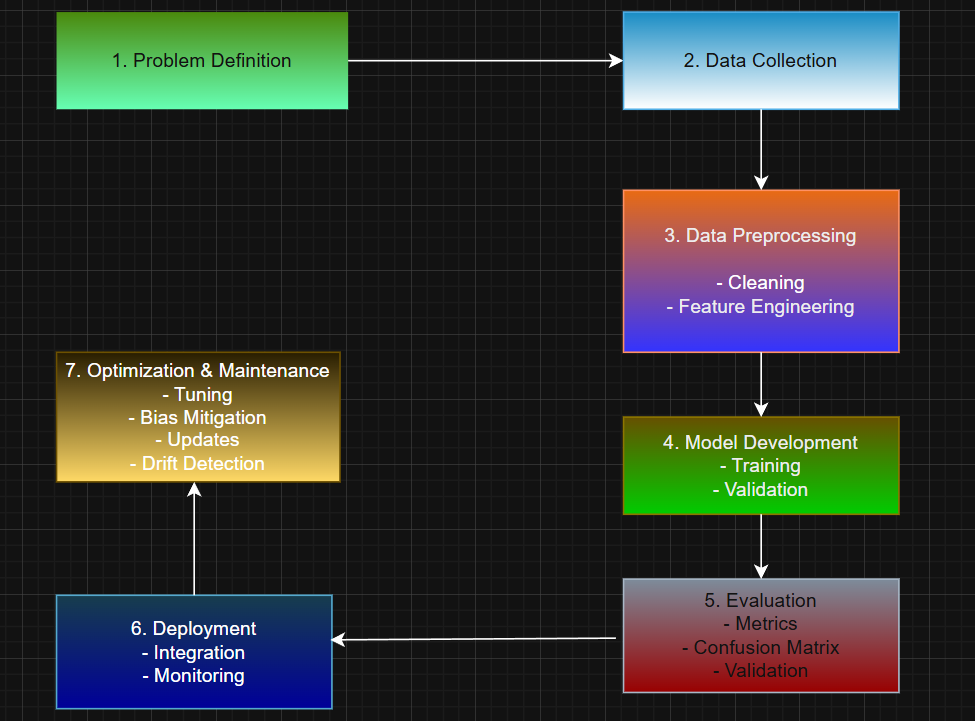 1. Problem Definition
2. Data Collection
3. Data Preprocessing
- Cleaning
- Feature Engineering
4. Model Development
- Training
- Validation
5. Evaluation
- Metrics
- Confusion Matrix
- Validation
6. Deployment
- Integration
- Monitoring
7. Optimization & Maintenance
- Tuning
- Bias Mitigation
- Updates
- Drift Detection